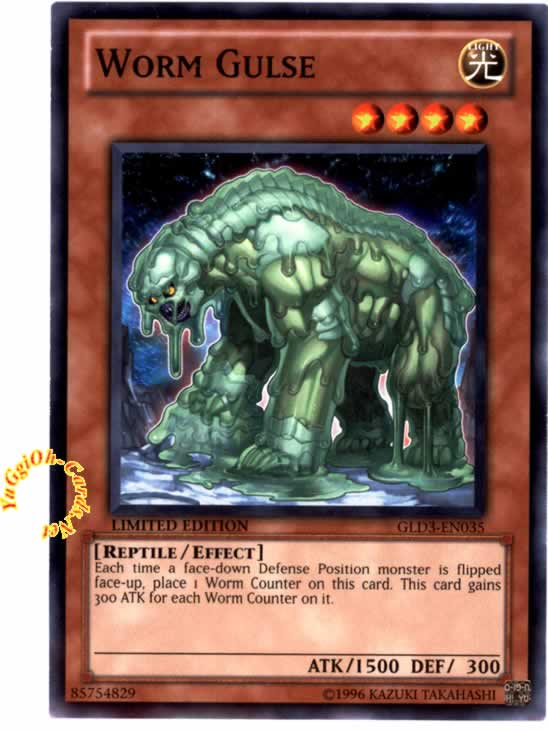 WORM GULSE
LIGHT
光
LIMITED EDITION
GLD3-EN035
[REPTILE/EFFECT]
Each time a face-down Defense Position monster is flipped
face-up, place 1 Worm Counter on this card. This card gains
300 ATK for each Worm Counter on it.
ATK/1500 DEF/ 300
85754829
©1996 KAZUKI TAKAHASHI
YuGgiOh-Cards.Net